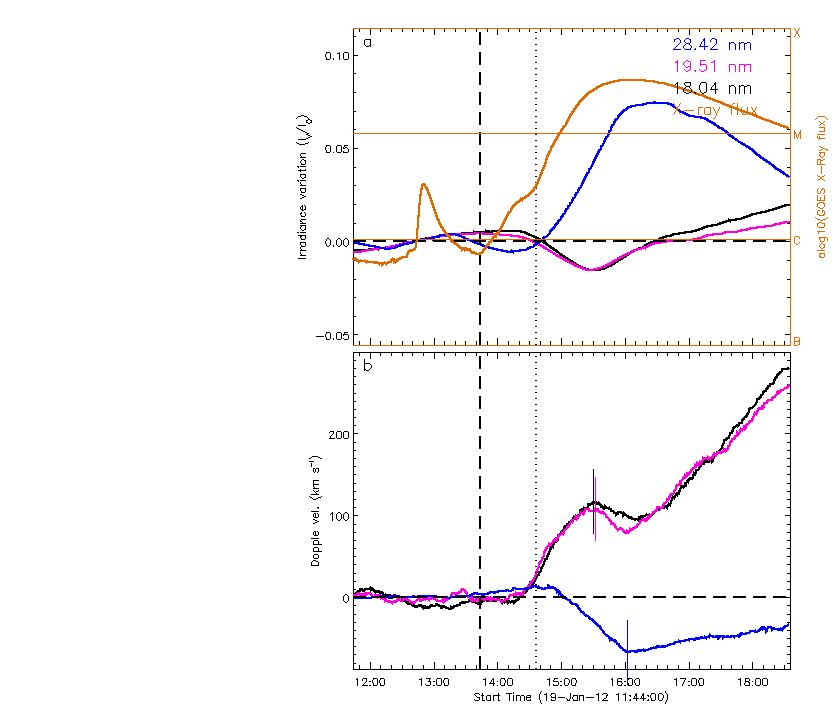 a
28.42 nm
19.51 nm
18.04 nm
X-ray flux
0.10
0.05
0.00
-0.05
Irradiance variation (Iᵥ/I₀)
X
M
C
B
alog10(GOES X-Ray flux)
b
200
100
0
Dopple vel. (km s⁻¹)
12:00 13:00 14:00 15:00 16:00 17:00 18:00
Start Time (19-Jan-12 11:44:00)